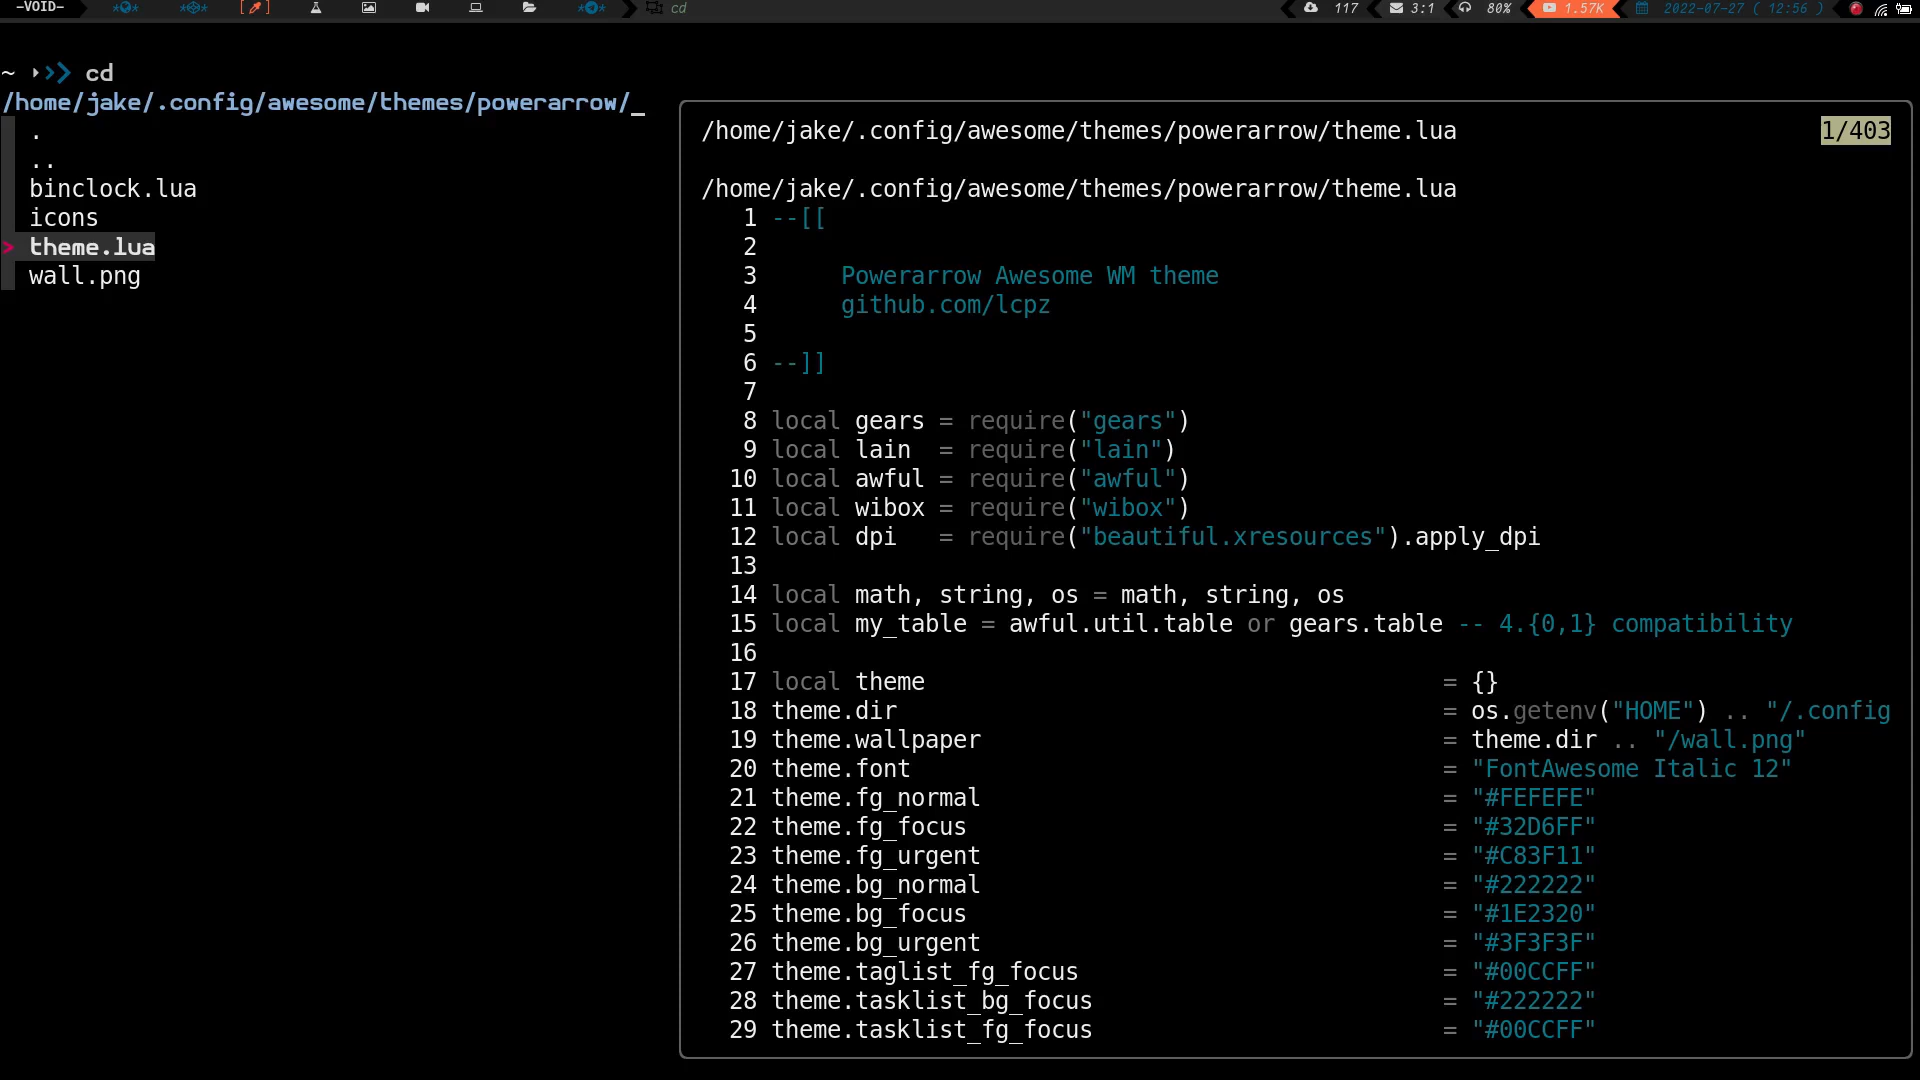 -VOID-
cd
117
3:1
80%
1.57K
2022-07-27 ( 12:56 )
~ cd
/home/jake/.config/awesome/themes/powerarrow/_
.
..
binclock.lua
icons
> theme.lua
wall.png
/home/jake/.config/awesome/themes/powerarrow/theme.lua 1/403
/home/jake/.config/awesome/themes/powerarrow/theme.lua
1 --[[
2
3      Powerarrow Awesome WM theme
4      github.com/lcpz
5
6 --]]
7
8 local gears = require("gears")
9 local lain  = require("lain")
10 local awful = require("awful")
11 local wibox = require("wibox")
12 local dpi   = require("beautiful.xresources").apply_dpi
13
14 local math, string, os = math, string, os
15 local my_table = awful.util.table or gears.table -- 4.{0,1} compatibility
16
17 local theme                                     = {}
18 theme.dir                                       = os.getenv("HOME") .. "/.config
19 theme.wallpaper                                 = theme.dir .. "/wall.png"
20 theme.font                                      = "FontAwesome Italic 12"
21 theme.fg_normal                                 = "#FEFEFE"
22 theme.fg_focus                                  = "#32D6FF"
23 theme.fg_urgent                                 = "#C83F11"
24 theme.bg_normal                                 = "#222222"
25 theme.bg_focus                                  = "#1E2320"
26 theme.bg_urgent                                 = "#3F3F3F"
27 theme.taglist_fg_focus                          = "#00CCFF"
28 theme.tasklist_bg_focus                         = "#222222"
29 theme.tasklist_fg_focus                         = "#00CCFF"